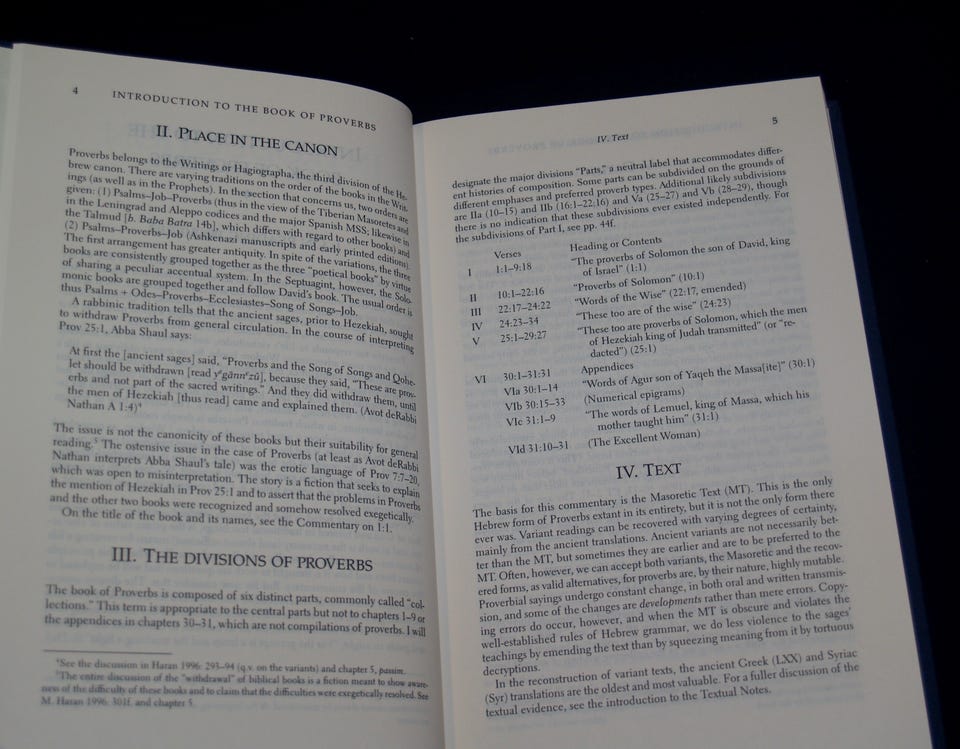 4
INTRODUCTION TO THE BOOK OF PROVERBS
II. PLACE IN THE CANON
Proverbs belongs to the Writings or Hagiographa, the third division of the He-
brew canon. There are varying traditions on the order of the books in the Writ-
ings (as well as in the Prophets). In the section that concerns us, two orders are
given: (1) Psalms–Job–Proverbs (thus in the view of the Tiberian Masoretes and
in the Leningrad and Aleppo codices and the major Spanish MSS; likewise in
the Talmud [b. Baba Batra 14b], which differs with regard to other books) and
(2) Psalms–Proverbs–Job (Ashkenazi manuscripts and early printed editions).
The first arrangement has greater antiquity. In spite of the variations, the three
books are consistently grouped together as the three “poetical books” by virtue
of sharing a peculiar accentual system. In the Septuagint, however, the Solo-
monic books are grouped together and follow David's book. The usual order is
thus Psalms + Odes–Proverbs–Ecclesiastes–Song of Songs–Job.
A rabbinic tradition tells that the ancient sages, prior to Hezekiah, sought
to withdraw Proverbs from general circulation. In the course of interpreting
Prov 25:1, Abba Shaul says:
At first the [ancient sages] said, “Proverbs and the Song of Songs and Qohe-
let should be withdrawn [read yᵉgānnᵉzû], because they said, “These are prov-
erbs and not part of the sacred writings.” And they did withdraw them, until
the men of Hezekiah [thus read] came and explained them. (Avot deRabbi
Nathan A 1:4)⁴
The issue is not the canonicity of these books but their suitability for general
reading.⁵ The ostensive issue in the case of Proverbs (at least as Avot deRabbi
Nathan interprets Abba Shaul's tale) was the erotic language of Prov 7:7–20,
which was open to misinterpretation. The story is a fiction that seeks to explain
the mention of Hezekiah in Prov 25:1 and to assert that the problems in Proverbs
and the other two books were recognized and somehow resolved exegetically.
On the title of the book and its names, see the Commentary on 1:1.
III. THE DIVISIONS OF PROVERBS
The book of Proverbs is composed of six distinct parts, commonly called “col-
lections.” This term is appropriate to the central parts but not to chapters 1–9 or
the appendices in chapters 30–31, which are not compilations of proverbs. I will
⁴See the discussion in Haran 1996: 293–94 (q.v. on the variants) and chapter 5, passim.
⁵The entire discussion of the “withdrawal” of biblical books is a fiction meant to show aware-
ness of the difficulty of these books and to claim that the difficulties were exegetically resolved. See
M. Haran 1996: 301f. and chapter 5.
IV. Text
5
designate the major divisions “Parts,” a neutral label that accommodates differ-
ent histories of composition. Some parts can be subdivided on the grounds of
different emphases and preferred proverb types. Additional likely subdivisions
are IIa (10–15) and IIb (16:1–22:16) and Va (25–27) and Vb (28–29), though
there is no indication that these subdivisions ever existed independently. For
the subdivisions of Part I, see pp. 44f.
Verses Heading or Contents
I 1:1–9:18 “The proverbs of Solomon the son of David, king
of Israel” (1:1)
II 10:1–22:16 “Proverbs of Solomon” (10:1)
III 22:17–24:22 “Words of the Wise” (22:17, emended)
IV 24:23–34 “These too are of the wise” (24:23)
V 25:1–29:27 “These too are proverbs of Solomon, which the men
of Hezekiah king of Judah transmitted” (or “re-
dacted”) (25:1)
VI 30:1–31:31 Appendices
VIa 30:1–14 “Words of Agur son of Yaqeh the Massa[ite]” (30:1)
VIb 30:15–33 (Numerical epigrams)
VIc 31:1–9 “The words of Lemuel, king of Massa, which his
mother taught him” (31:1)
VId 31:10–31 (The Excellent Woman)
IV. TEXT
The basis for this commentary is the Masoretic Text (MT). This is the only
Hebrew form of Proverbs extant in its entirety, but it is not the only form there
ever was. Variant readings can be recovered with varying degrees of certainty,
mainly from the ancient translations. Ancient variants are not necessarily bet-
ter than the MT, but sometimes they are earlier and are to be preferred to the
MT. Often, however, we can accept both variants, the Masoretic and the recov-
ered forms, as valid alternatives, for proverbs are, by their nature, highly mutable.
Proverbial sayings undergo constant change, in both oral and written transmis-
sion, and some of the changes are developments rather than mere errors. Copy-
ing errors do occur, however, and when the MT is obscure and violates the
well-established rules of Hebrew grammar, we do less violence to the sages'
teachings by emending the text than by squeezing meaning from it by tortuous
decryptions.
In the reconstruction of variant texts, the ancient Greek (LXX) and Syriac
(Syr) translations are the oldest and most valuable. For a fuller discussion of the
textual evidence, see the introduction to the Textual Notes.